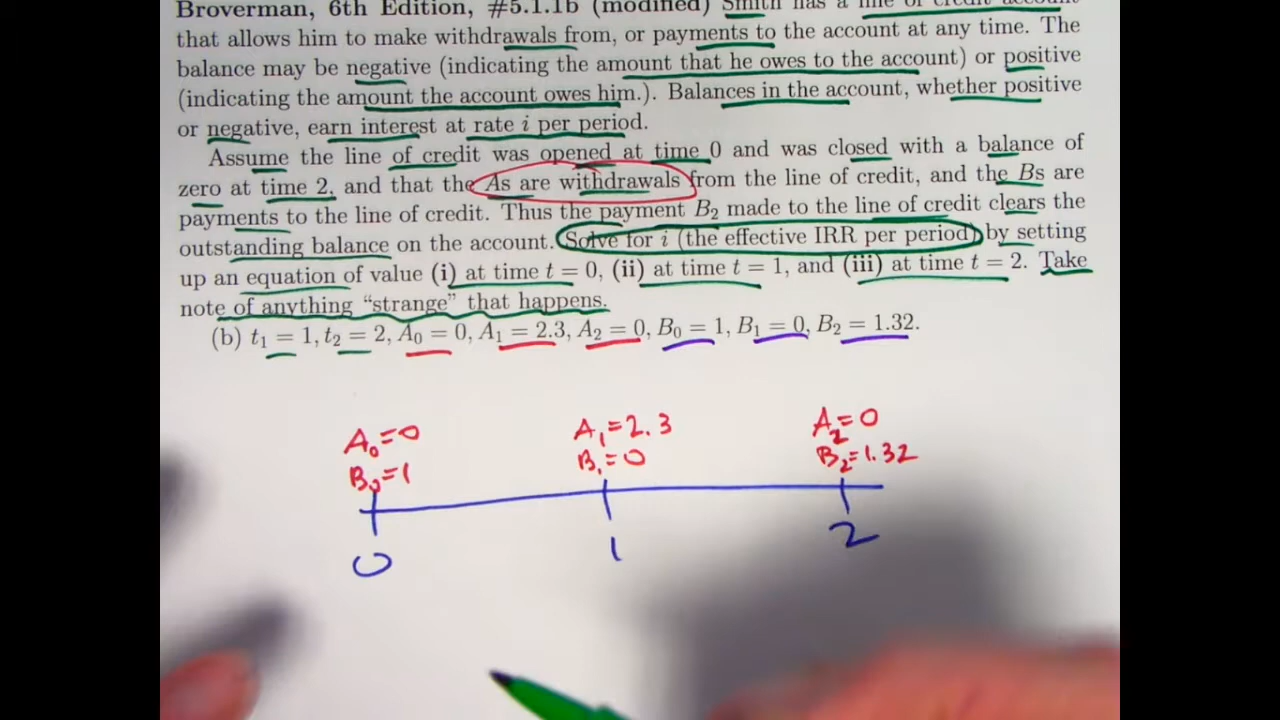 Broverman, 6th Edition, #5.1.1b (modified) Smith has a line of credit account
that allows him to make withdrawals from, or payments to the account at any time. The
balance may be negative (indicating the amount that he owes to the account) or positive
(indicating the amount the account owes him.). Balances in the account, whether positive
or negative, earn interest at rate i per period.
Assume the line of credit was opened at time 0 and was closed with a balance of
zero at time 2, and that the As are withdrawals from the line of credit, and the Bs are
payments to the line of credit. Thus the payment B₂ made to the line of credit clears the
outstanding balance on the account. Solve for i (the effective IRR per period) by setting
up an equation of value (i) at time t = 0, (ii) at time t = 1, and (iii) at time t = 2. Take
note of anything “strange” that happens.
(b) t₁ = 1, t₂ = 2, A₀ = 0, A₁ = 2.3, A₂ = 0, B₀ = 1, B₁ = 0, B₂ = 1.32.
A₀=0 A₁=2.3 A₂=0
B₀=1 B₁=0 B₂=1.32
0 1 2